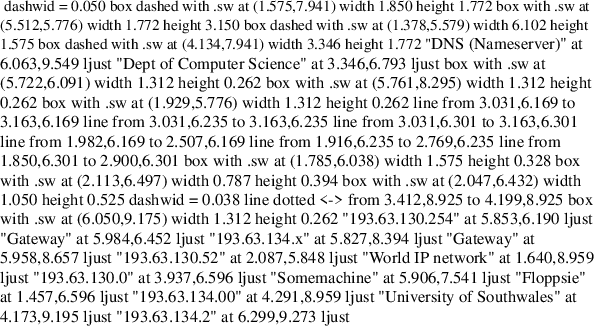 dashwid = 0.050 box dashed with .sw at (1.575,7.941) width 1.850 height 1.772 box with .sw at
(5.512,5.776) width 1.772 height 3.150 box dashed with .sw at (1.378,5.579) width 6.102 height
1.575 box dashed with .sw at (4.134,7.941) width 3.346 height 1.772 "DNS (Nameserver)" at
6.063,9.549 ljust "Dept of Computer Science" at 3.346,6.793 ljust box with .sw at
(5.722,6.091) width 1.312 height 0.262 box with .sw at (5.761,8.295) width 1.312 height
0.262 box with .sw at (1.929,5.776) width 1.312 height 0.262 line from 3.031,6.169 to
3.163,6.169 line from 3.031,6.235 to 3.163,6.235 line from 3.031,6.301 to 3.163,6.301
line from 1.982,6.169 to 2.507,6.169 line from 1.916,6.235 to 2.769,6.235 line from
1.850,6.301 to 2.900,6.301 box with .sw at (1.785,6.038) width 1.575 height 0.328 box
with .sw at (2.113,6.497) width 0.787 height 0.394 box with .sw at (2.047,6.432) width
1.050 height 0.525 dashwid = 0.038 line dotted <-> from 3.412,8.925 to 4.199,8.925 box
with .sw at (6.050,9.175) width 1.312 height 0.262 "193.63.130.254" at 5.853,6.190 ljust
"Gateway" at 5.984,6.452 ljust "193.63.134.x" at 5.827,8.394 ljust "Gateway" at
5.958,8.657 ljust "193.63.130.52" at 2.087,5.848 ljust "World IP network" at 1.640,8.959
ljust "193.63.130.0" at 3.937,6.596 ljust "Somemachine" at 5.906,7.541 ljust "Floppsie"
at 1.457,6.596 ljust "193.63.134.00" at 4.291,8.959 ljust "University of Southwales" at
4.173,9.195 ljust "193.63.134.2" at 6.299,9.273 ljust